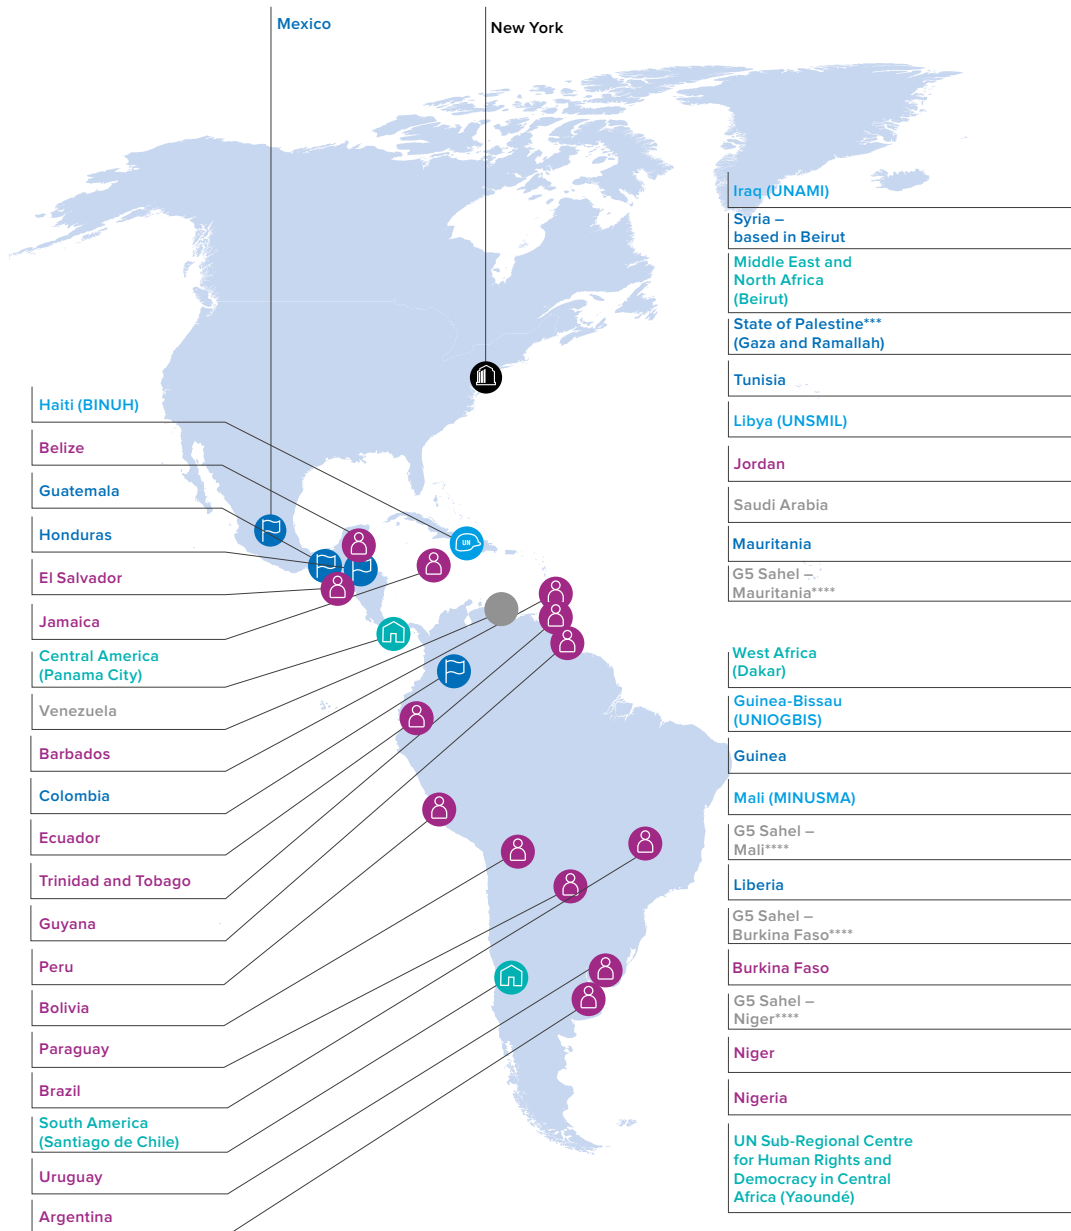 Mexico
New York
Haiti (BINUH)
Belize
Guatemala
Honduras
El Salvador
Jamaica
Central America
(Panama City)
Venezuela
Barbados
Colombia
Ecuador
Trinidad and Tobago
Guyana
Peru
Bolivia
Paraguay
Brazil
South America
(Santiago de Chile)
Uruguay
Argentina
UN
Iraq (UNAMI)
Syria –
based in Beirut
Middle East and
North Africa
(Beirut)
State of Palestine***
(Gaza and Ramallah)
Tunisia
Libya (UNSMIL)
Jordan
Saudi Arabia
Mauritania
G5 Sahel –
Mauritania****
West Africa
(Dakar)
Guinea-Bissau
(UNIOGBIS)
Guinea
Mali (MINUSMA)
G5 Sahel –
Mali****
Liberia
G5 Sahel –
Burkina Faso****
Burkina Faso
G5 Sahel –
Niger****
Niger
Nigeria
UN Sub-Regional Centre
for Human Rights and
Democracy in Central
Africa (Yaoundé)